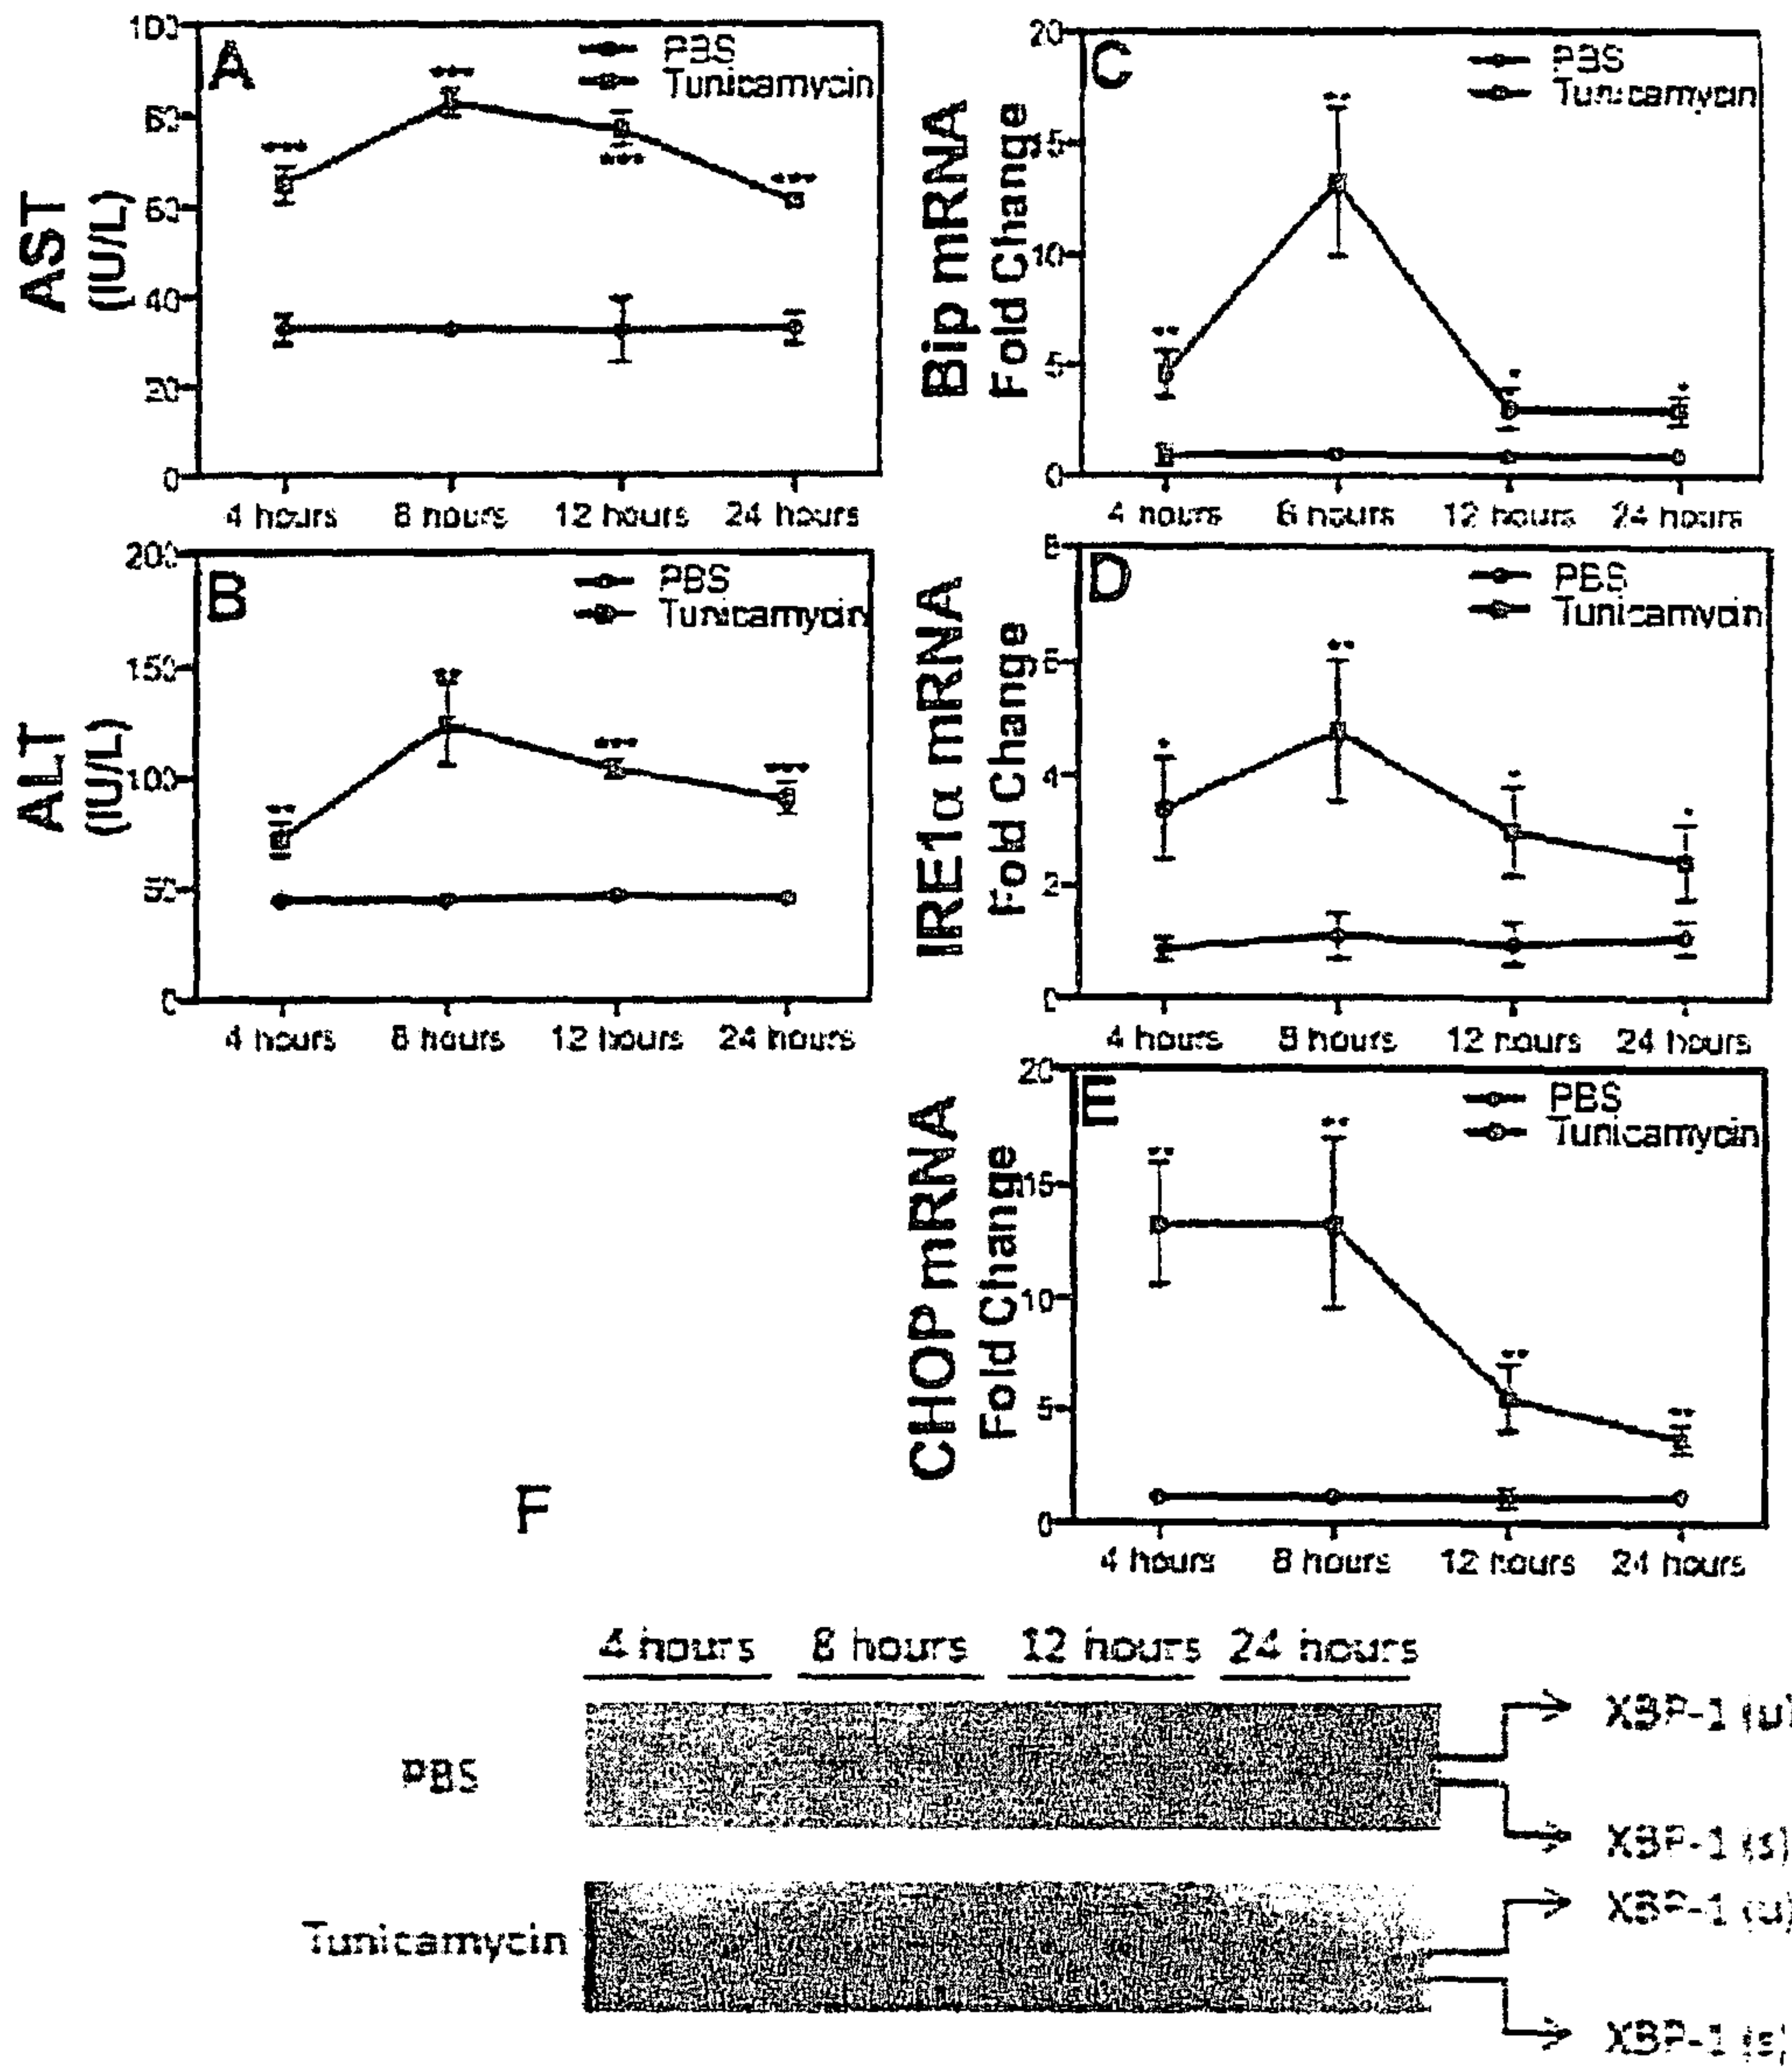 A
PBS
Tunicamycin
AST
(IU/L)
100
80
60
40
20
0
4 hours 8 hours 12 hours 24 hours
B
PBS
Tunicamycin
ALT
(IU/L)
200
150
100
50
0
4 hours 8 hours 12 hours 24 hours
C
PBS
Tunicamycin
Bip mRNA
Fold Change
20
15
10
5
0
4 hours 8 hours 12 hours 24 hours
D
PBS
Tunicamycin
IRE1α mRNA
Fold Change
8
6
4
2
0
4 hours 8 hours 12 hours 24 hours
E
PBS
Tunicamycin
CHOP mRNA
Fold Change
20
15
10
5
0
4 hours 8 hours 12 hours 24 hours
F
4 hours 8 hours 12 hours 24 hours
PBS
XBP-1 (u)
XBP-1 (s)
Tunicamycin
XBP-1 (u)
XBP-1 (s)